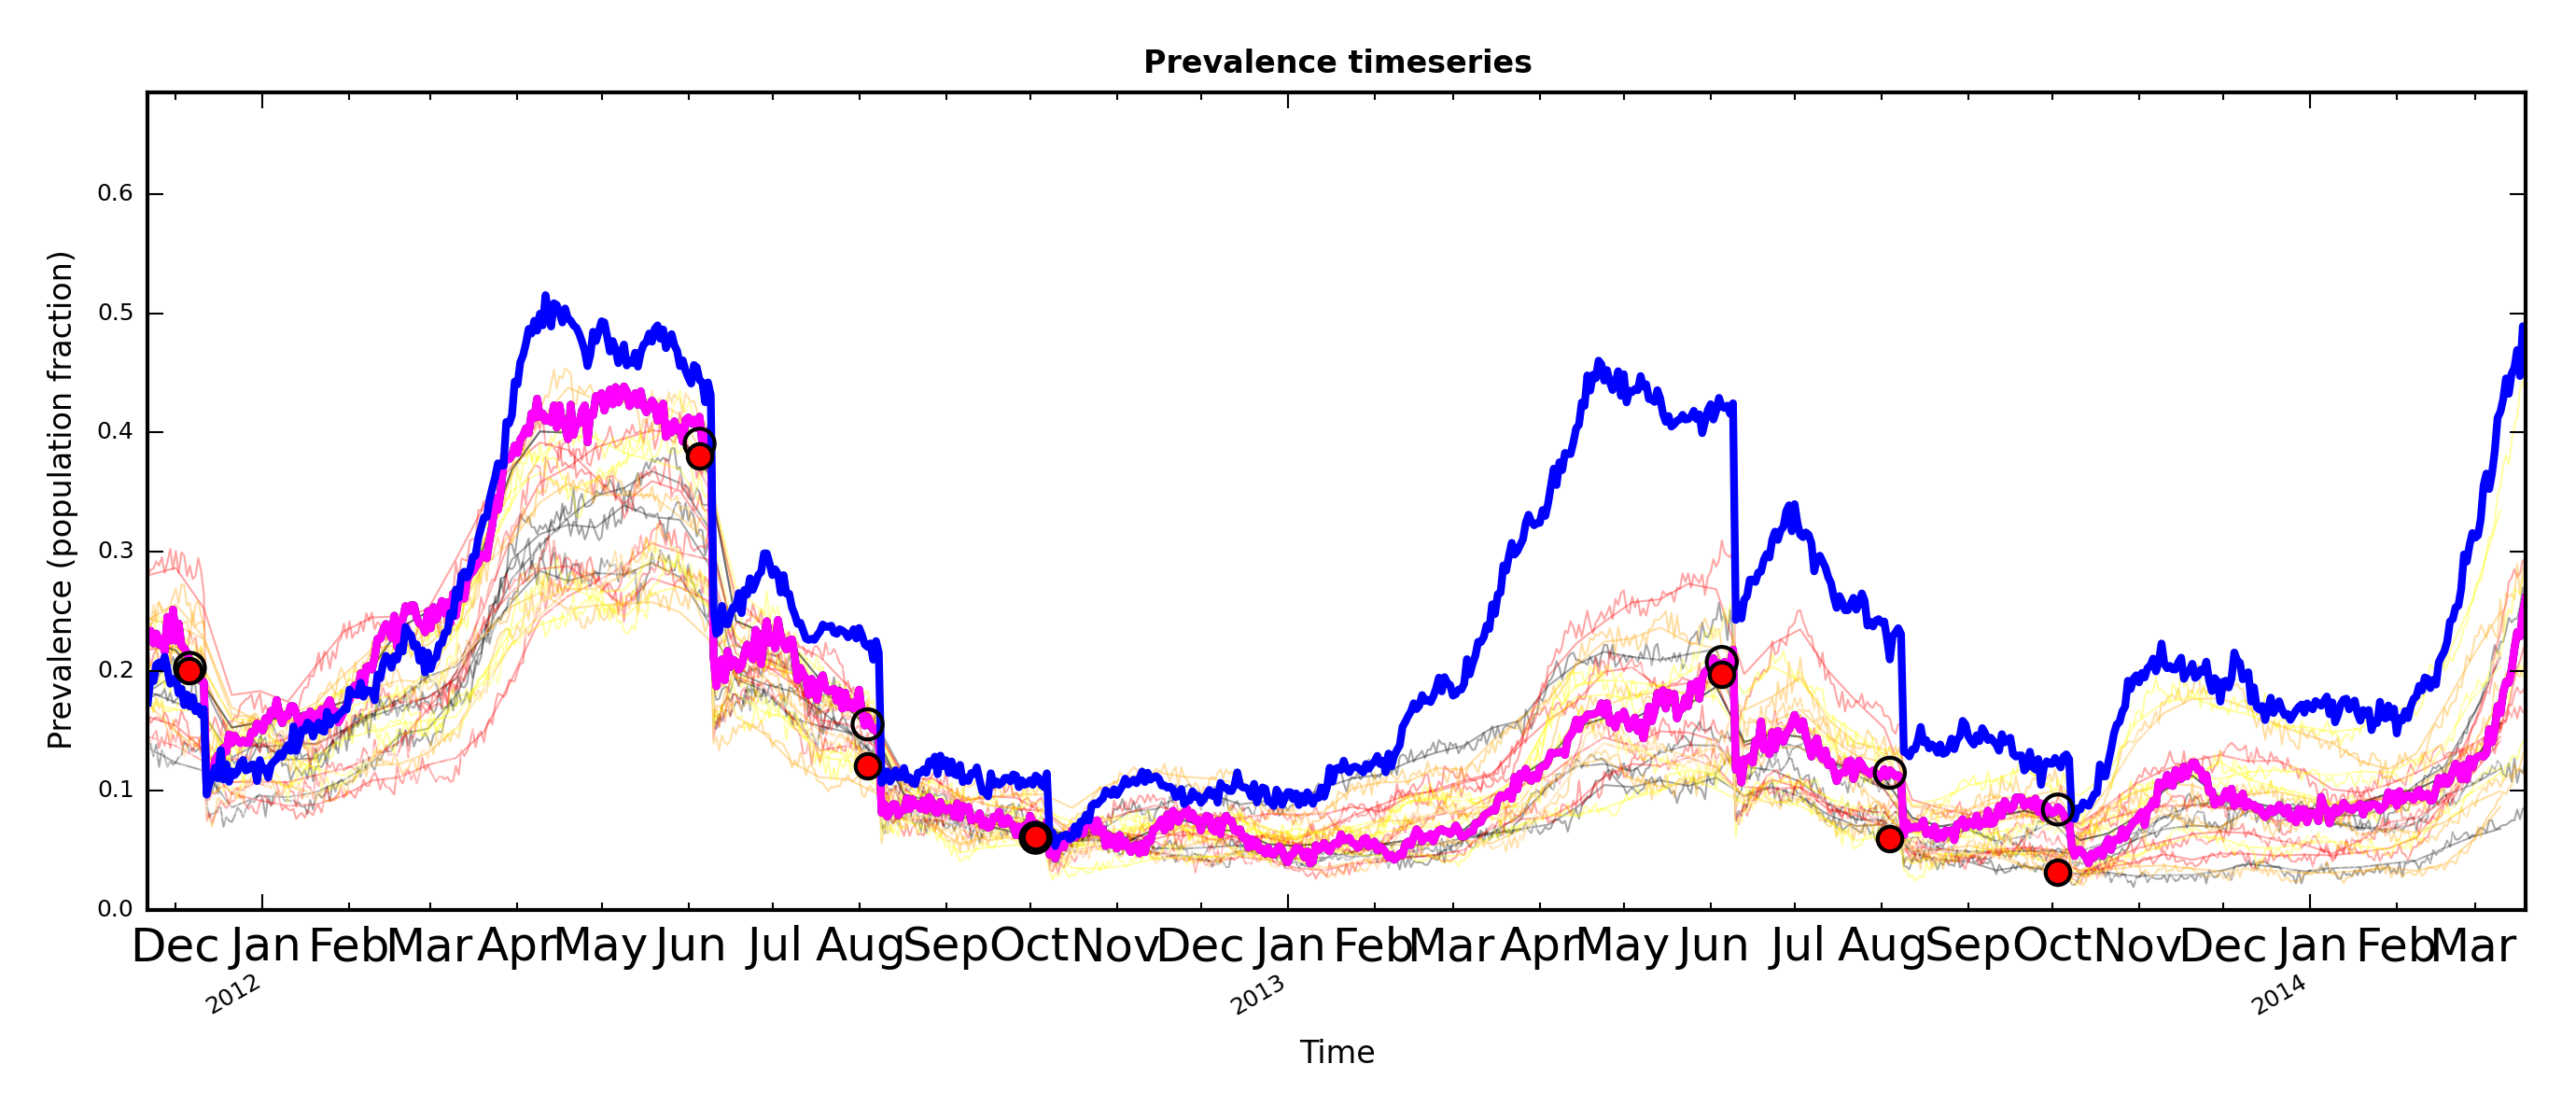 Prevalence timeseries
Prevalence (population fraction)
0.6
0.5
0.4
0.3
0.2
0.1
0.0
Dec Jan Feb Mar Apr May Jun Jul Aug Sep Oct Nov Dec Jan Feb Mar Apr May Jun Jul Aug Sep Oct Nov Dec Jan Feb Mar
2012 2013 2014
Time